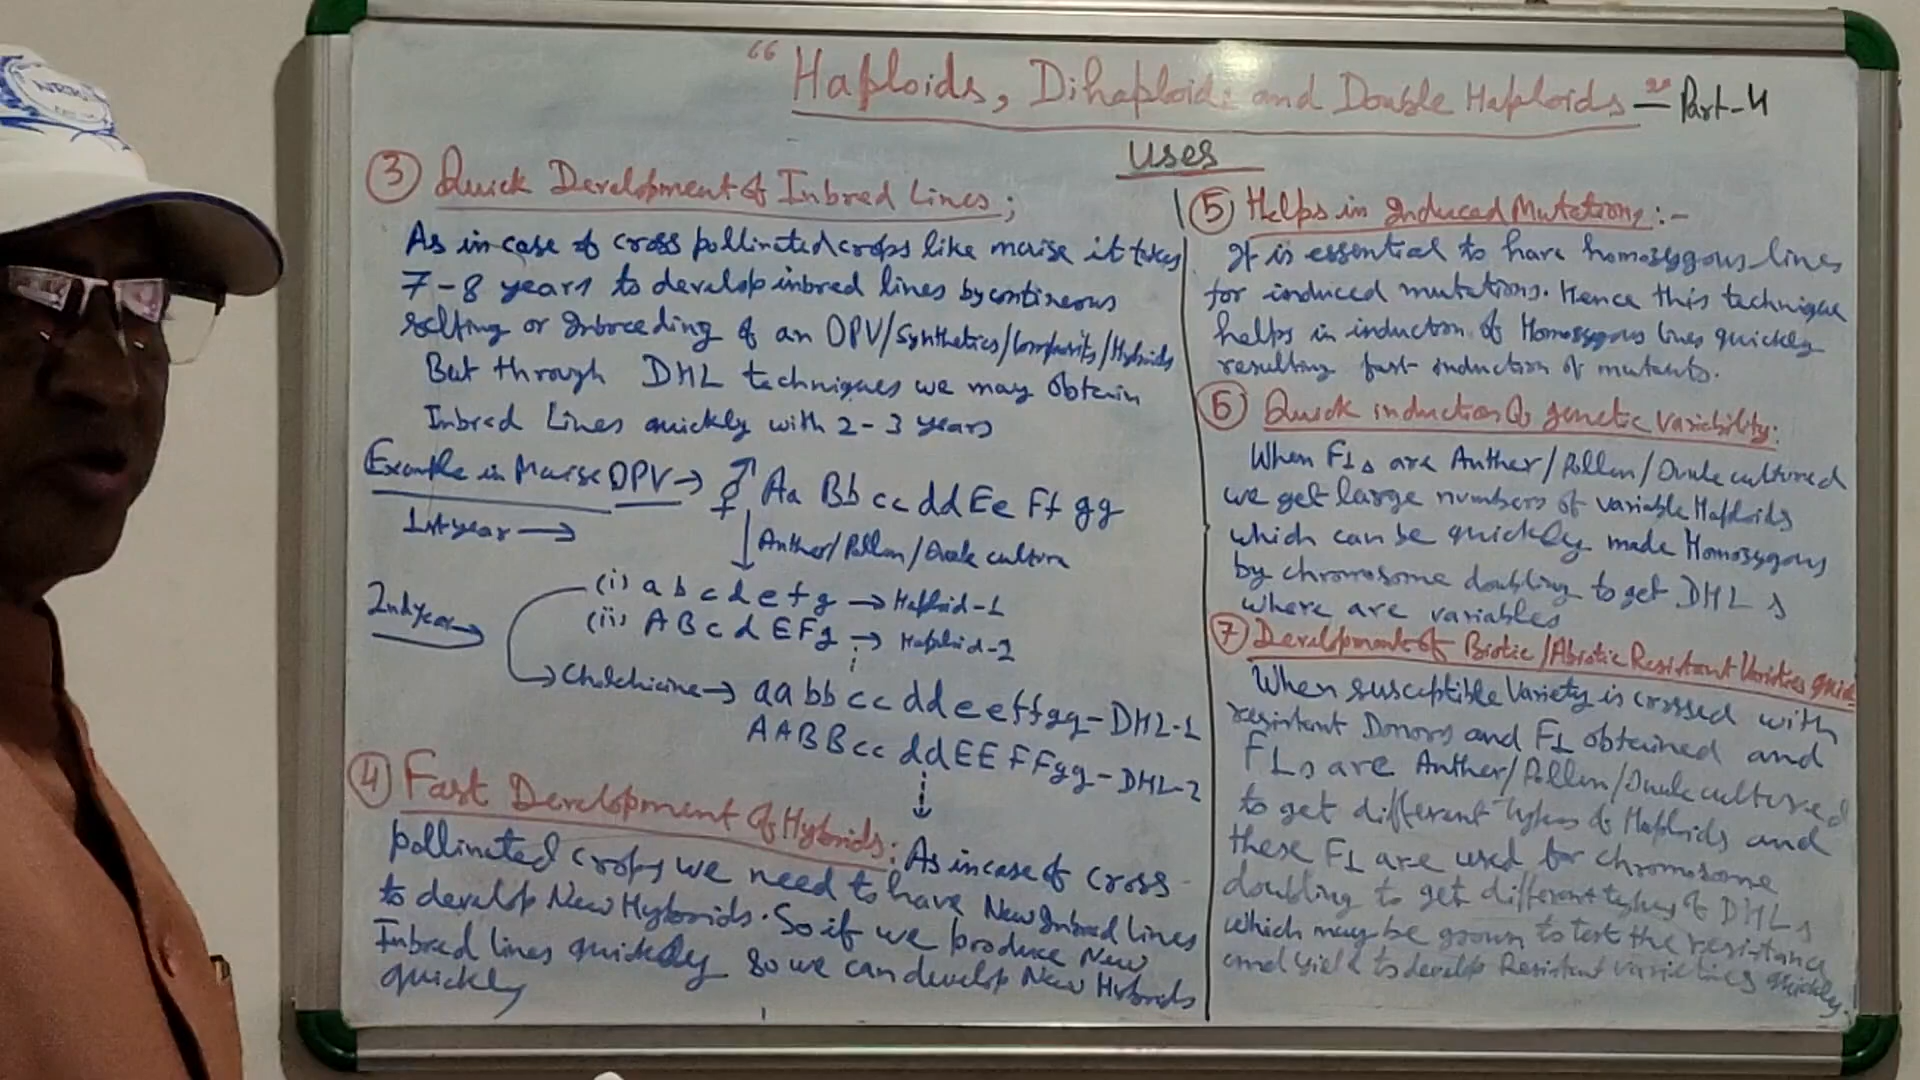 "Haploids, Dihaploids and Double Haploids" - Part-4
Uses
③ Quick Development of Inbred Lines;
As in case of cross pollinated crops like maise it takes
7-8 years to develop inbred lines by contineous
selfing or Inbreeding of an OPV/Synthetics/Composits/Hybrids
But through DHL techniques we may obtain
Inbred Lines quickly with 2-3 years
Example in Maise OPV → ⚥ Aa Bb cc dd Ee Ff gg
1st year →
Anther/Pollen/Ovule culture
2nd year →
(i) a b c d e f g → Haploid-1
(ii) A B c d E F g → Haploid-2
Cholchicine → aa bb cc dd ee ff gg - DHL-1
AA BB cc dd EE FF gg - DHL-2
④ Fast Development Of Hybrids: As in case of cross-
pollinated crops we need to have New Inbred lines
to develop New Hybrids. So if we produce New
Inbred lines quickly so we can develop New Hybrids
quickly
⑤ Helps in Induced Mutations:-
It is essential to have homozygous lines
for induced mutations. Hence this technique
helps in induction of Homozygous lines quickly
resulting fast induction of mutants.
⑥ Quick induction Of genetic variability:
When F1s are Anther/Pollen/Ovule cultured
we get large numbers of variable Haploids
which can be quickly made Homozygous
by chromosome doubling to get DHLs
where are variables
⑦ Development of Biotic/Abiotic Resistant Varieties
When susceptible Variety is crossed with
resistant Donors and F1 obtained and
F1s are Anther/Pollen/Ovule cultured
to get different types of Haploids and
these F1 are used for chromosome
doubling to get different types of DHLs
which may be grown to test the resistance
and yield to develop Resistant varieties quickly.